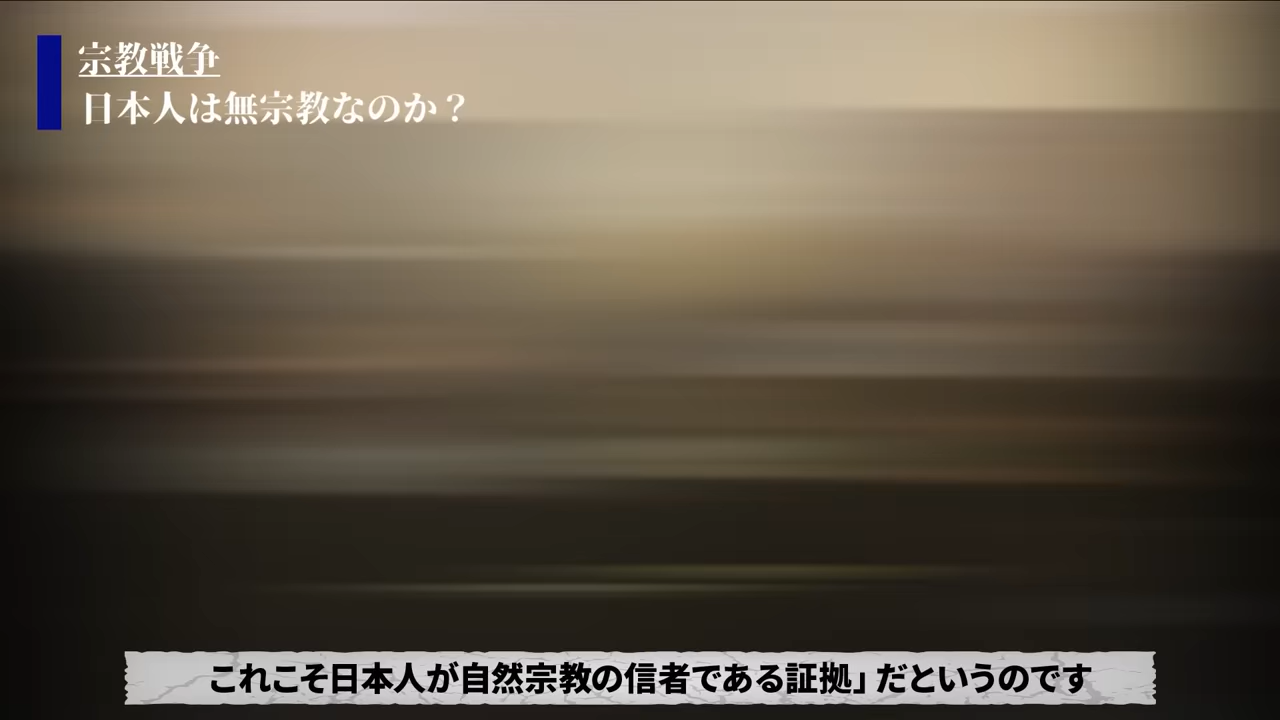 宗教戦争
日本人は無宗教なのか？
これこそ日本人が自然宗教の信者である証拠」だというのです